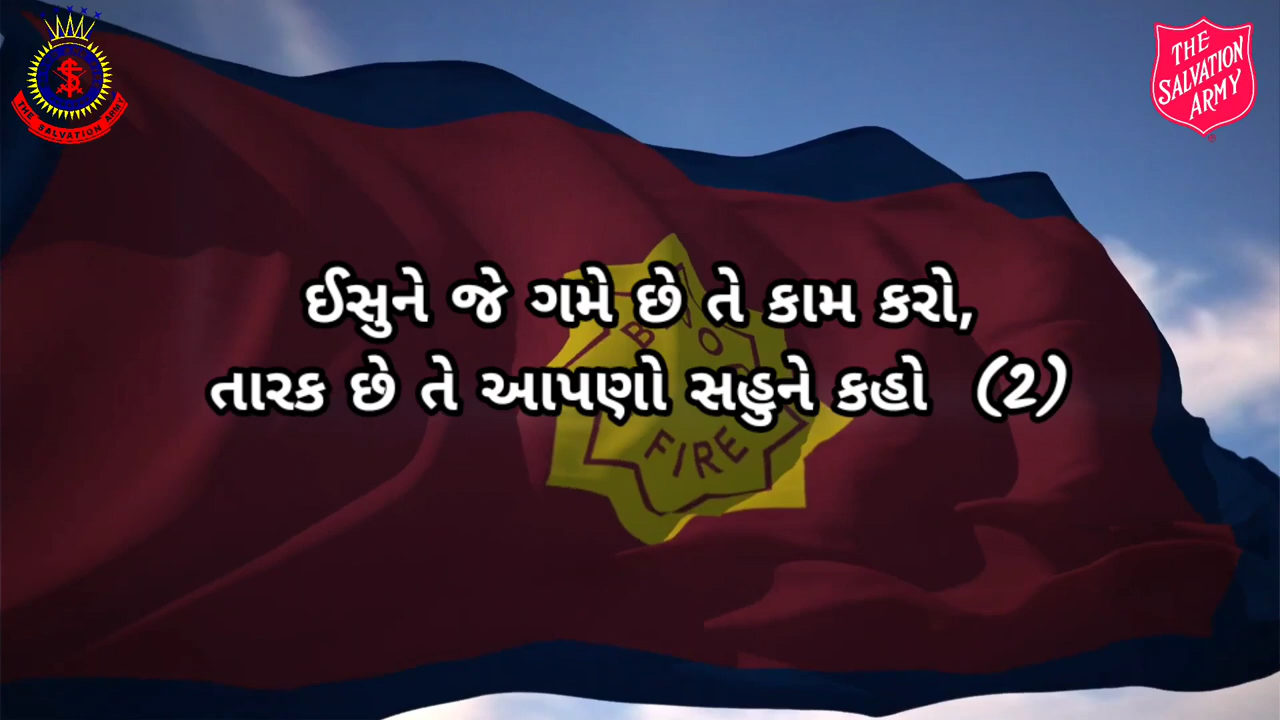 THE SALVATION ARMY
THE
SALVATION
ARMY
ઈસુને જે ગમે છે તે કામ કરો,
તારક છે તે આપણો સહુને કહો (2)
FIRE